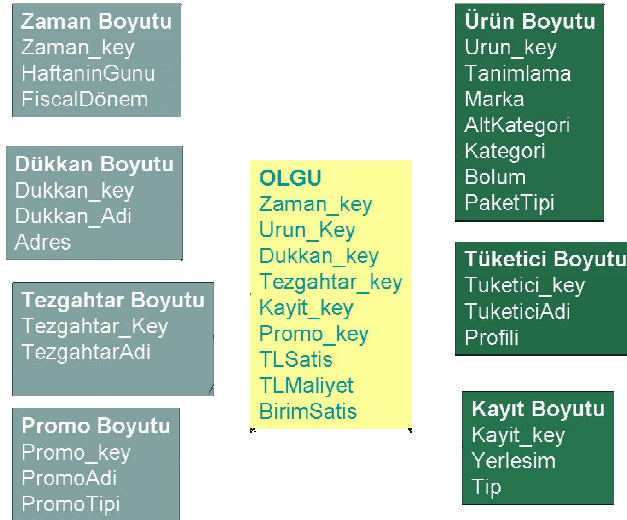 Zaman Boyutu
Zaman_key
HaftaninGunu
FiscalDönem
Dükkan Boyutu
Dukkan_key
Dukkan_Adi
Adres
Tezgahtar Boyutu
Tezgahtar_Key
TezgahtarAdi
Promo Boyutu
Promo_key
PromoAdi
PromoTipi
OLGU
Zaman_key
Urun_Key
Dukkan_key
Tezgahtar_key
Kayit_key
Promo_key
TLSatis
TLMaliyet
BirimSatis
Ürün Boyutu
Urun_key
Tanimlama
Marka
AltKategori
Kategori
Bolum
PaketTipi
Tüketici Boyutu
Tuketici_key
TuketiciAdi
Profili
Kayıt Boyutu
Kayit_key
Yerlesim
Tip